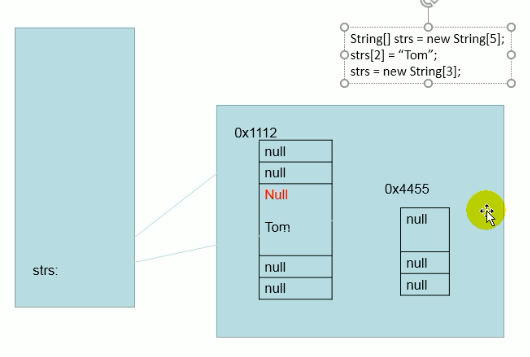 String[] strs = new String[5];
strs[2] = “Tom”;
strs = new String[3];
0x1112
null
null
Null
Tom
null
null
0x4455
null
null
null
strs: